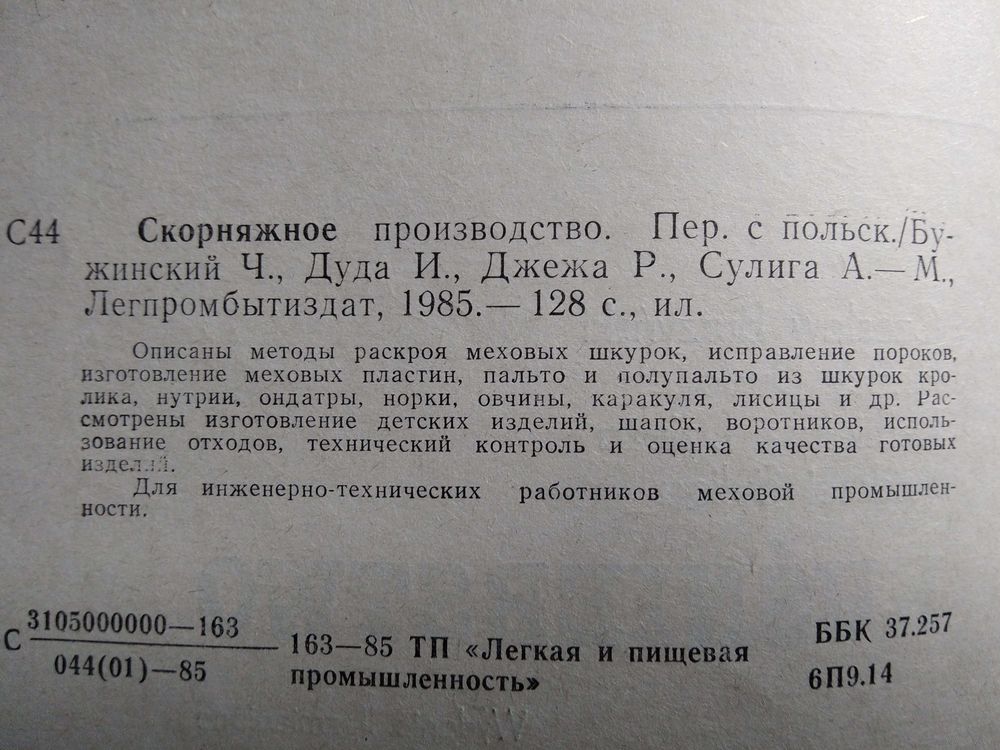 С44 Скорняжное производство. Пер. с польск./Бу-
жинский Ч., Дуда И., Джежа Р., Сулига А.— М.,
Легпромбытиздат, 1985.— 128 с., ил.
Описаны методы раскроя меховых шкурок, исправление пороков,
изготовление меховых пластин, пальто и полупальто из шкурок кро-
лика, нутрии, ондатры, норки, овчины, каракуля, лисицы и др. Рас-
смотрены изготовление детских изделий, шапок, воротников, исполь-
зование отходов, технический контроль и оценка качества готовых
изделий.
Для инженерно-технических работников меховой промышлен-
ности.
С 3105000000—163
044(01)—85
163—85 ТП «Легкая и пищевая
промышленность»
ББК 37.257
6П9.14